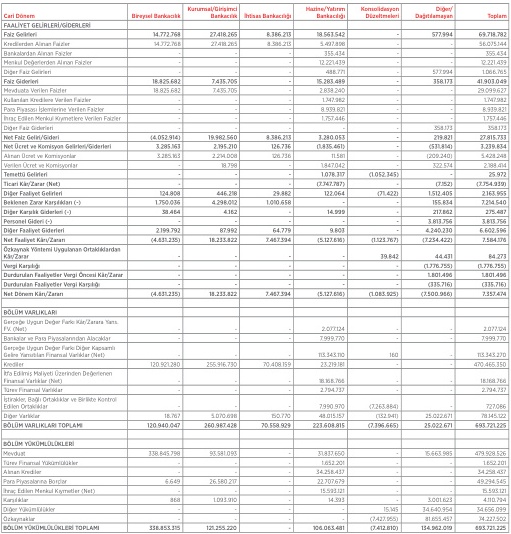 Cari Dönem Bireysel Bankacılık Kurumsal/Girişimci Bankacılık İhtisas Bankacılığı Hazine/Yatırım Bankacılığı Konsolidasyon Düzeltmeleri Diğer/Dağıtılamayan Toplam
FAALİYET GELİRLERİ/GİDERLERİ
Faiz Gelirleri 14.772.768 27.418.265 8.386.213 18.563.542 - 577.994 69.718.782
Kredilerden Alınan Faizler 14.772.768 27.418.265 8.386.213 5.497.898 - - 56.075.144
Bankalardan Alınan Faizler - - - 355.434 - - 355.434
Menkul Değerlerden Alınan Faizler - - - 12.221.439 - - 12.221.439
Diğer Faiz Gelirleri - - - 488.771 - 577.994 1.066.765
Faiz Giderleri 18.825.682 7.435.705 - 15.283.489 - 358.173 41.903.049
Mevduata Verilen Faizler 18.825.682 7.435.705 - 2.838.240 - - 29.099.627
Kullanılan Kredilere Verilen Faizler - - - 1.747.982 - - 1.747.982
Para Piyasası İşlemlerine Verilen Faizler - - - 8.939.821 - - 8.939.821
İhraç Edilen Menkul Kıymetlere Verilen Faizler - - - 1.757.446 - - 1.757.446
Diğer Faiz Giderleri - - - - - 358.173 358.173
Net Faiz Geliri/Gideri (4.052.914) 19.982.560 8.386.213 3.280.053 - 219.821 27.815.733
Net Ücret ve Komisyon Gelirleri/Giderleri 3.285.163 2.195.210 126.736 (1.835.461) - (531.814) 3.239.834
Alınan Ücret ve Komisyonlar 3.285.163 2.214.008 126.736 11.581 - (209.240) 5.428.248
Verilen Ücret ve Komisyonlar - 18.798 - 1.847.042 - 322.574 2.188.414
Temettü Gelirleri - - - 1.078.317 (1.052.345) - 25.972
Ticari Kâr/Zarar (Net) - - - (7.747.787) - (7.152) (7.754.939)
Diğer Faaliyet Gelirleri 124.808 446.218 29.882 122.064 (71.422) 1.512.405 2.163.955
Beklenen Zarar Karşılıkları (-) 1.750.036 4.298.012 1.010.658 - - 155.834 7.214.540
Diğer Karşılık Giderleri (-) 38.464 4.162 - 14.999 - 217.862 275.487
Personel Gideri (-) - - - - - 3.813.756 3.813.756
Diğer Faaliyet Giderleri 2.199.792 87.992 64.779 9.803 - 4.240.230 6.602.596
Net Faaliyet Kârı/Zararı (4.631.235) 18.233.822 7.467.394 (5.127.616) (1.123.767) (7.234.422) 7.584.176
Özkaynak Yöntemi Uygulanan Ortaklıklardan
Kâr/Zarar - - - - 39.842 44.431 84.273
Vergi Karşılığı - - - - - (1.776.755) (1.776.755)
Durdurulan Faaliyetler Vergi Öncesi Kâr/Zarar - - - - - 1.801.496 1.801.496
Durdurulan Faaliyetler Vergi Karşılığı - - - - - (335.716) (335.716)
Net Dönem Kârı/Zararı (4.631.235) 18.233.822 7.467.394 (5.127.616) (1.083.925) (7.500.966) 7.357.474
BÖLÜM VARLIKLARI
Gerçeğe Uygun Değer Farkı Kâr/Zarara Yans.
FV. (Net) - - - 2.077.124 - - 2.077.124
Bankalar ve Para Piyasalarından Alacaklar - - - 7.999.770 - - 7.999.770
Gerçeğe Uygun Değer Farkı Diğer Kapsamlı
Gelire Yansıtılan Finansal Varlıklar (Net) - - - 113.343.110 160 - 113.343.270
Krediler 120.921.280 255.916.730 70.408.159 23.219.181 - - 470.465.350
İtfa Edilmiş Maliyeti Üzerinden Değerlenen
Finansal Varlıklar (Net) - - - 18.168.766 - - 18.168.766
Türev Finansal Varlıklar - - - 2.794.737 - - 2.794.737
İştirakler, Bağlı Ortaklıklar ve Birlikte Kontrol
Edilen Ortaklıklar - - - 7.990.970 (7.263.884) - 727.086
Diğer Varlıklar 18.767 5.070.698 150.770 48.015.157 (132.941) 25.022.671 78.145.122
BÖLÜM VARLIKLARI TOPLAMI 120.940.047 260.987.428 70.558.929 223.608.815 (7.396.665) 25.022.671 693.721.225
BÖLÜM YÜKÜMLÜLÜKLERİ
Mevduat 338.845.798 93.581.093 - 31.837.650 - 15.663.985 479.928.526
Türev Finansal Yükümlülükler - - - 1.652.201 - - 1.652.201
Alınan Krediler - - - 34.258.437 - - 34.258.437
Para Piyasalarına Borçlar 6.649 26.580.217 - 22.707.679 - - 49.294.545
İhraç Edilen Menkul Kıymetler (Net) - - - 15.593.121 - - 15.593.121
Karşılıklar 868 1.093.910 - 14.393 - 3.001.623 4.110.794
Diğer Yükümlülükler - - - - 15.145 34.640.954 34.656.099
Özkaynaklar - - - - (7.427.955) 81.655.457 74.227.502
BÖLÜM YÜKÜMLÜLÜKLERİ TOPLAMI 338.853.315 121.255.220 - 106.063.481 (7.412.810) 134.962.019 693.721.225